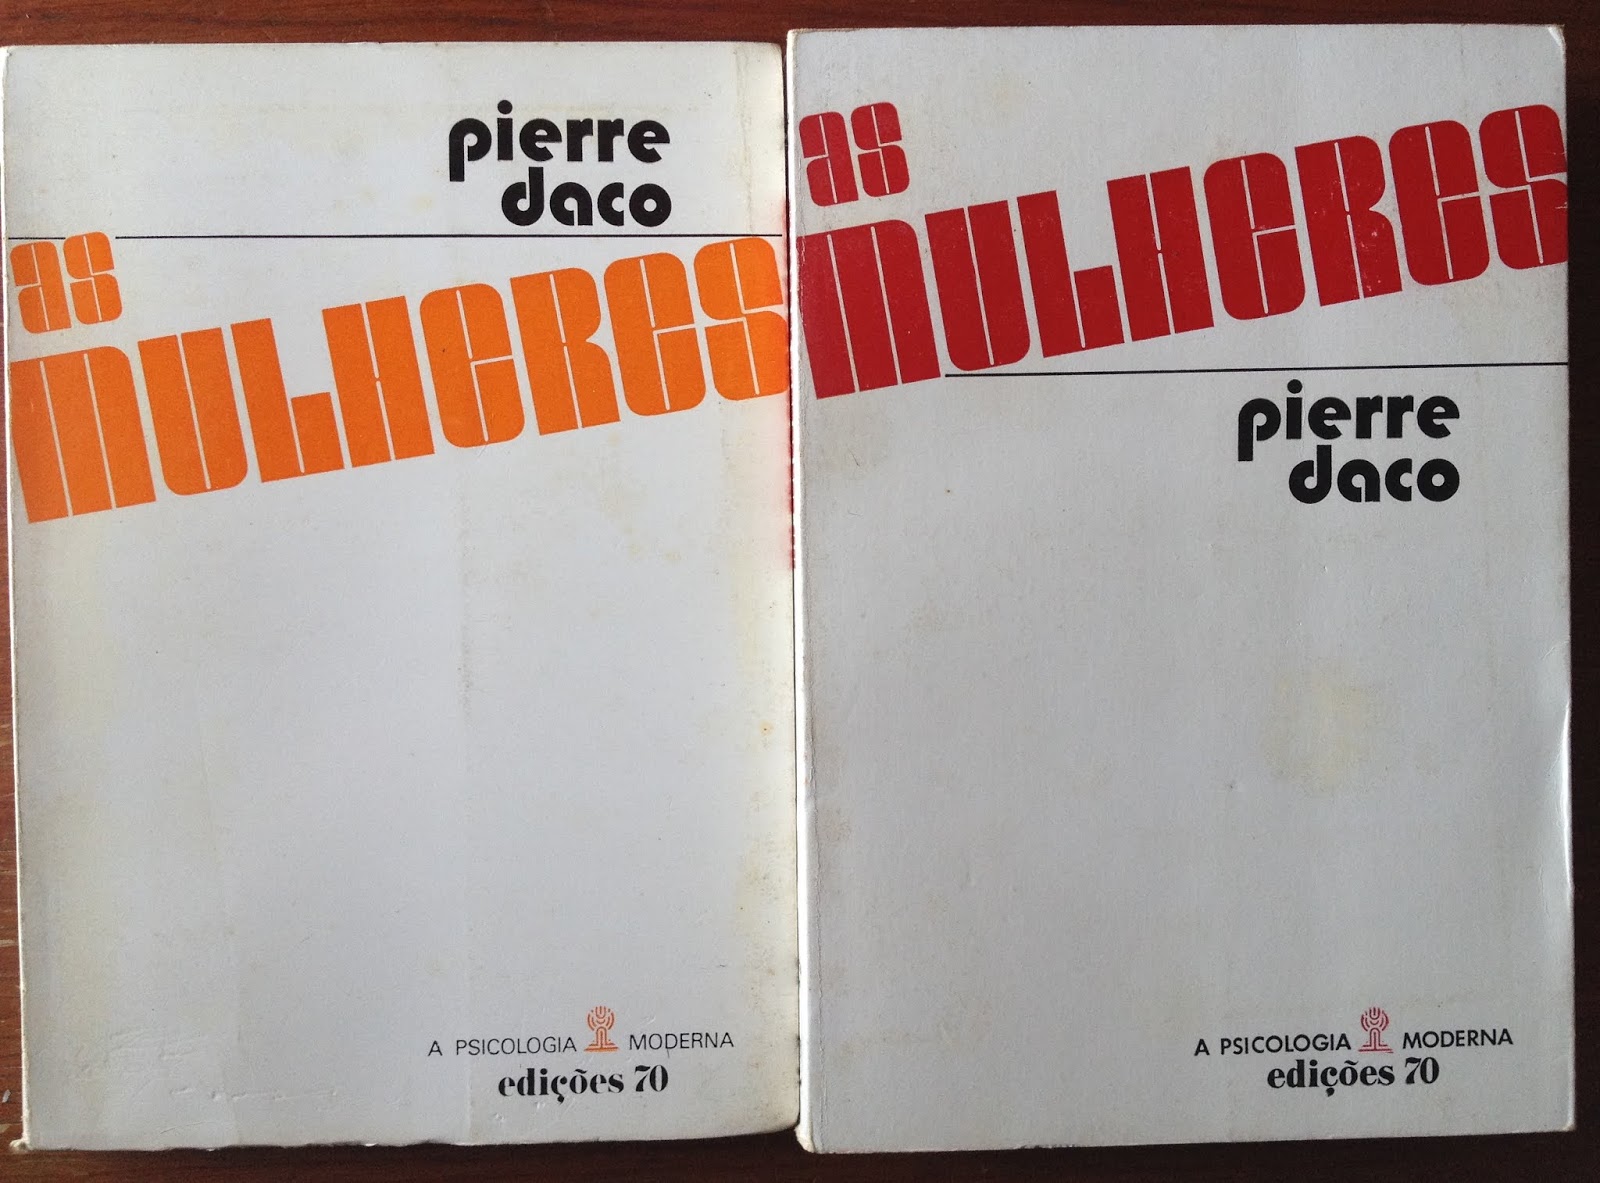 pierre
daco
as
mulheres
A PSICOLOGIA MODERNA
edições 70
as
mulheres
pierre
daco
A PSICOLOGIA MODERNA
edições 70